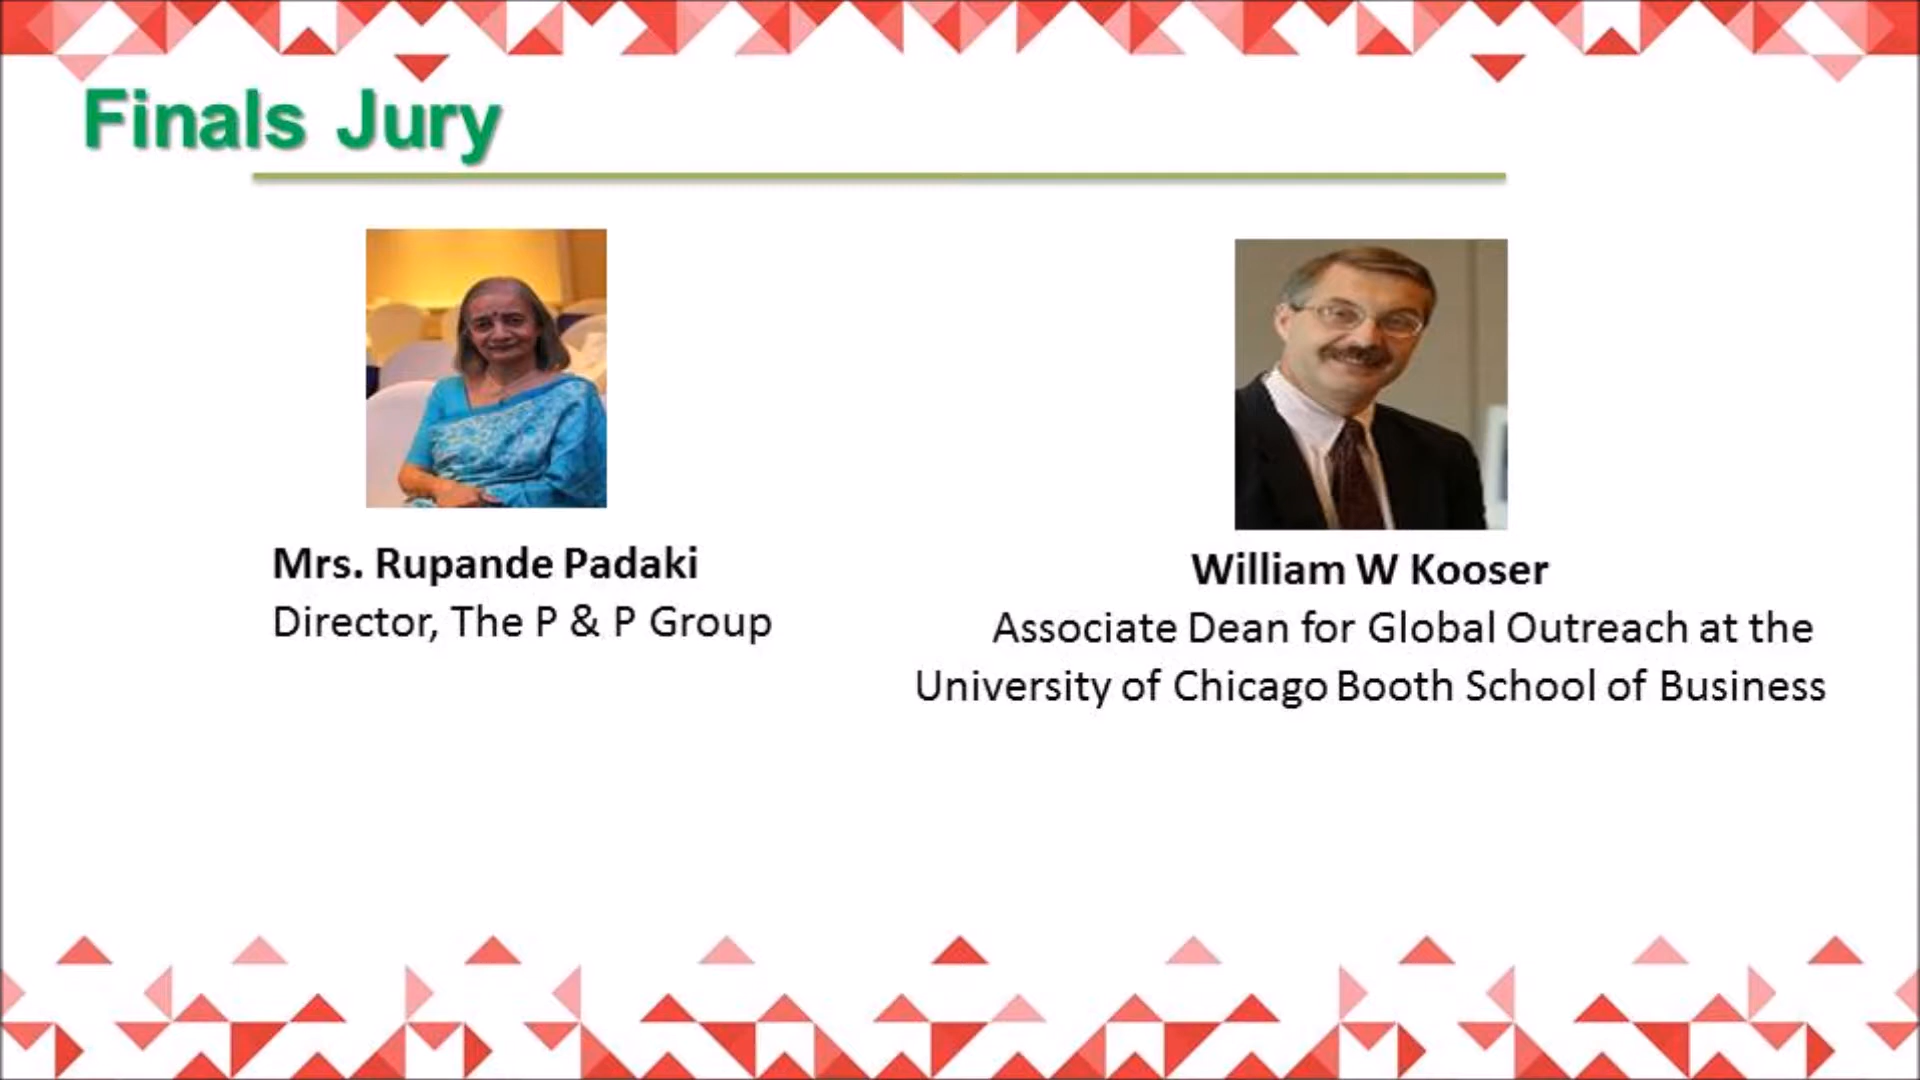 Finals Jury
Mrs. Rupande Padaki
Director, The P & P Group
William W Kooser
Associate Dean for Global Outreach at the
University of Chicago Booth School of Business